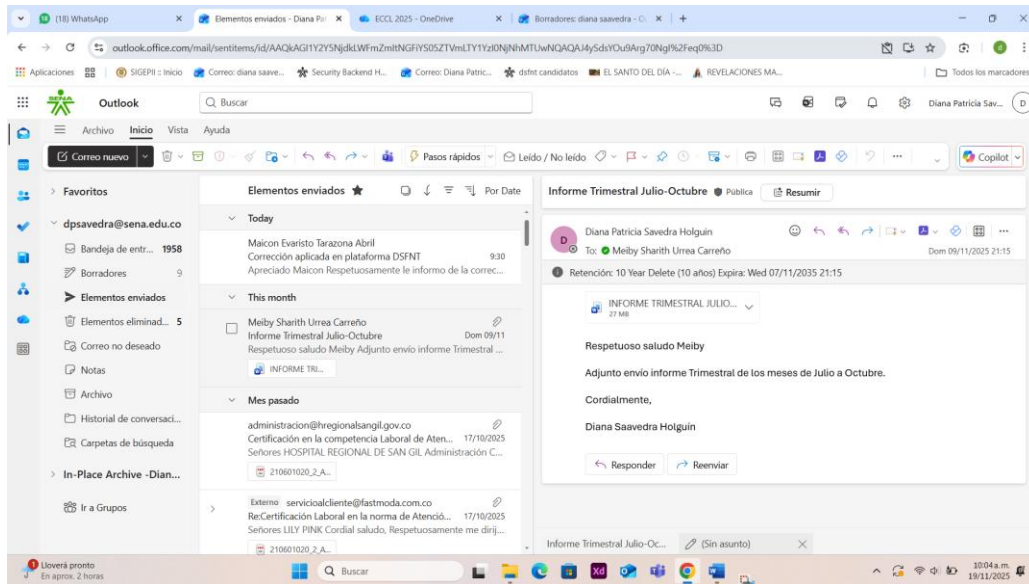 (18) WhatsApp
Elementos enviados - Diana Pat
ECCL 2025 - OneDrive
Borradores: diana saavedra - O
outlook.office.com/mail/sentitems/id/
Aplicaciones
SIGEPII :: Inicio
Correo: diana saave...
Security Backend H...
Correo: Diana Patric...
dsfnt candidatos
EL SANTO DEL DÍA -...
REVELACIONES MA...
Todos los marcadores
SENA
Outlook
Buscar
Diana Patricia Sav...
D
Archivo Inicio Vista Ayuda
Correo nuevo
Pasos rápidos
Leído / No leído
Copilot
Favoritos
dpsavedra@sena.edu.co
Bandeja de entr... 1958
Borradores 9
Elementos enviados
Elementos eliminad... 5
Correo no deseado
Notas
Archivo
Historial de conversaci...
Carpetas de búsqueda
In-Place Archive -Dian...
Ir a Grupos
Elementos enviados
Por Date
Today
Maicon Evaristo Tarazona Abril
Corrección aplicada en plataforma DSFNT 9:30
Apreciado Maicon Respetuosamente le informo de la correc...
This month
Meiby Sharith Urrea Carreño
Informe Trimestral Julio-Octubre Dom 09/11
Respetuoso saludo Meiby Adjunto envío informe Trimestral ...
INFORME TRI...
Mes pasado
administracion@hregionalsangil.gov.co
Certificación en la competencia Laboral de Aten... 17/10/2025
Señores HOSPITAL REGIONAL DE SAN GIL Administración C...
210601020_2_A...
Externo servicioalcliente@fastmoda.com.co
Re:Certificación Laboral en la norma de Atenció... 17/10/2025
Señores LILY PINK Cordial saludo, Respetuosamente me dirij...
210601020_2_A...
Informe Trimestral Julio-Octubre
Pública
Resumir
D
Diana Patricia Savedra Holguin
To: Meiby Sharith Urrea Carreño
Dom 09/11/2025 21:15
Retención: 10 Year Delete (10 años) Expira: Wed 07/11/2035 21:15
INFORME TRIMESTRAL JULIO...
27 MB
Respetuoso saludo Meiby
Adjunto envío informe Trimestral de los meses de Julio a Octubre.
Cordialmente,
Diana Saavedra Holguín
Responder
Reenviar
Informe Trimestral Julio-Oc...
(Sin asunto)
1
Lloverá pronto
En aprox. 2 horas
Buscar
10:04 a.m.
19/11/2025